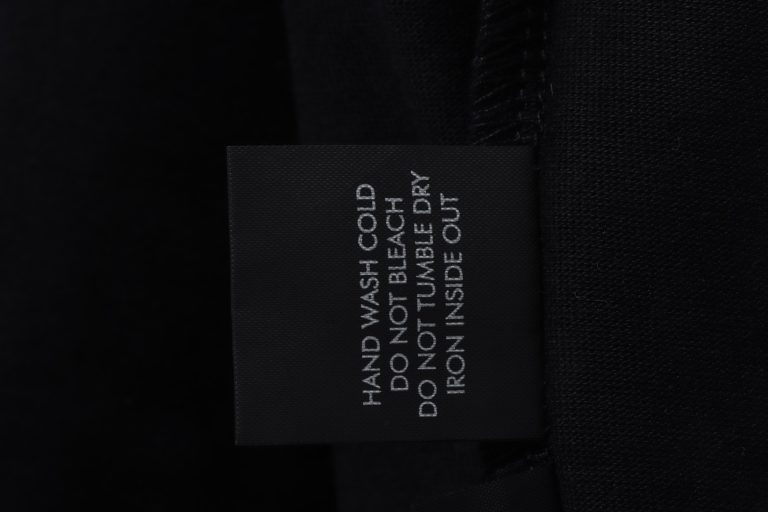 HAND WASH COLD
DO NOT BLEACH
DO NOT TUMBLE DRY
IRON INSIDE OUT